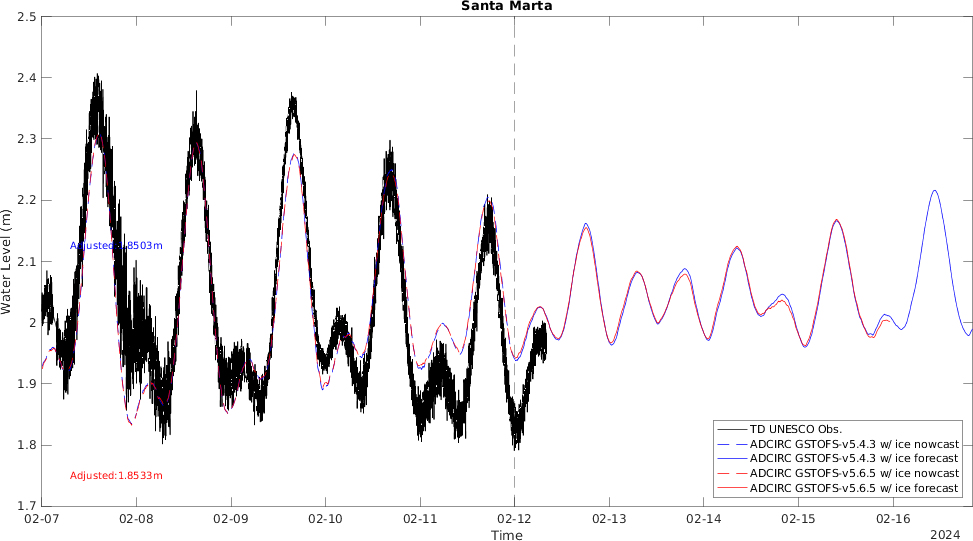 Santa Marta
2.5
2.4
2.3
2.2
2.1
2
1.9
1.8
1.7
Water Level (m)
Adjusted:1.8503m
Adjusted:1.8533m
TD UNESCO Obs.
ADCIRC GSTOFS-v5.4.3 w/ ice nowcast
ADCIRC GSTOFS-v5.4.3 w/ ice forecast
ADCIRC GSTOFS-v5.6.5 w/ ice nowcast
ADCIRC GSTOFS-v5.6.5 w/ ice forecast
02-07 02-08 02-09 02-10 02-11 02-12 02-13 02-14 02-15 02-16
Time
2024